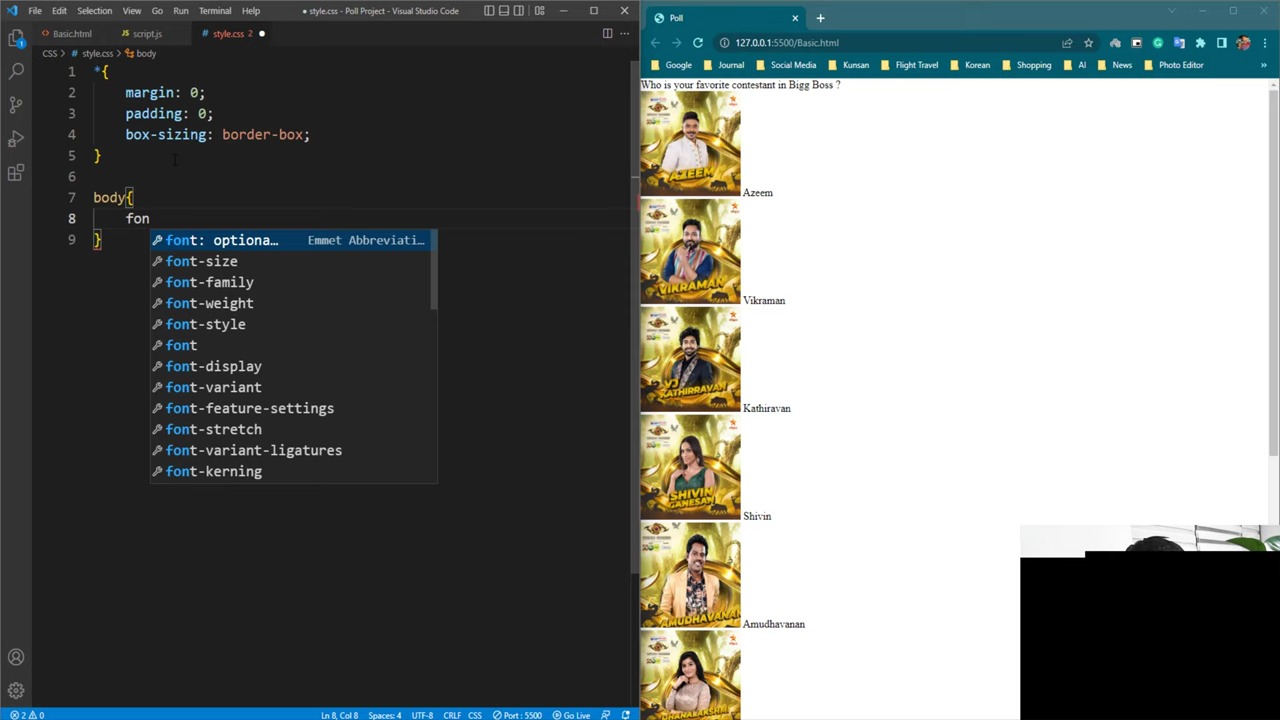 File Edit Selection View Go Run Terminal Help
● style.css - Poll Project - Visual Studio Code
Basic.html
script.js
style.css 2 ●
CSS > style.css > body
1 *{
2 margin: 0;
3 padding: 0;
4 box-sizing: border-box;
5 }
6
7 body{
8 fon
9 }
font: optiona… Emmet Abbreviati…
font-size
font-family
font-weight
font-style
font
font-display
font-variant
font-feature-settings
font-stretch
font-variant-ligatures
font-kerning
2 0
Ln 8, Col 8 Spaces: 4 UTF-8 CRLF CSS Port : 5500 Go Live
Poll
127.0.0.1:5500/Basic.html
Google Journal Social Media Kunsan Flight Travel Korean Shopping AI News Photo Editor »
Who is your favorite contestant in Bigg Boss ?
AZEEM
Azeem
VIKRAMAN
Vikraman
VJ
KATHIRRAVAN
Kathiravan
SHIVIN
GANESAN
Shivin
AMUDHAVANAN
Amudhavanan